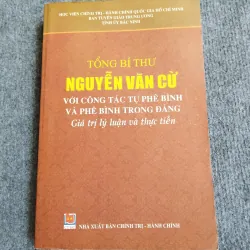 HỌC VIỆN CHÍNH TRỊ - HÀNH CHÍNH QUỐC GIA HỒ CHÍ MINH
BAN TUYÊN GIÁO TRUNG ƯƠNG
TỈNH ỦY BẮC NINH
TỔNG BÍ THƯ
NGUYỄN VĂN CỪ
VỚI CÔNG TÁC TỰ PHÊ BÌNH
VÀ PHÊ BÌNH TRONG ĐẢNG
Giá trị lý luận và thực tiễn
NHÀ XUẤT BẢN CHÍNH TRỊ - HÀNH CHÍNH